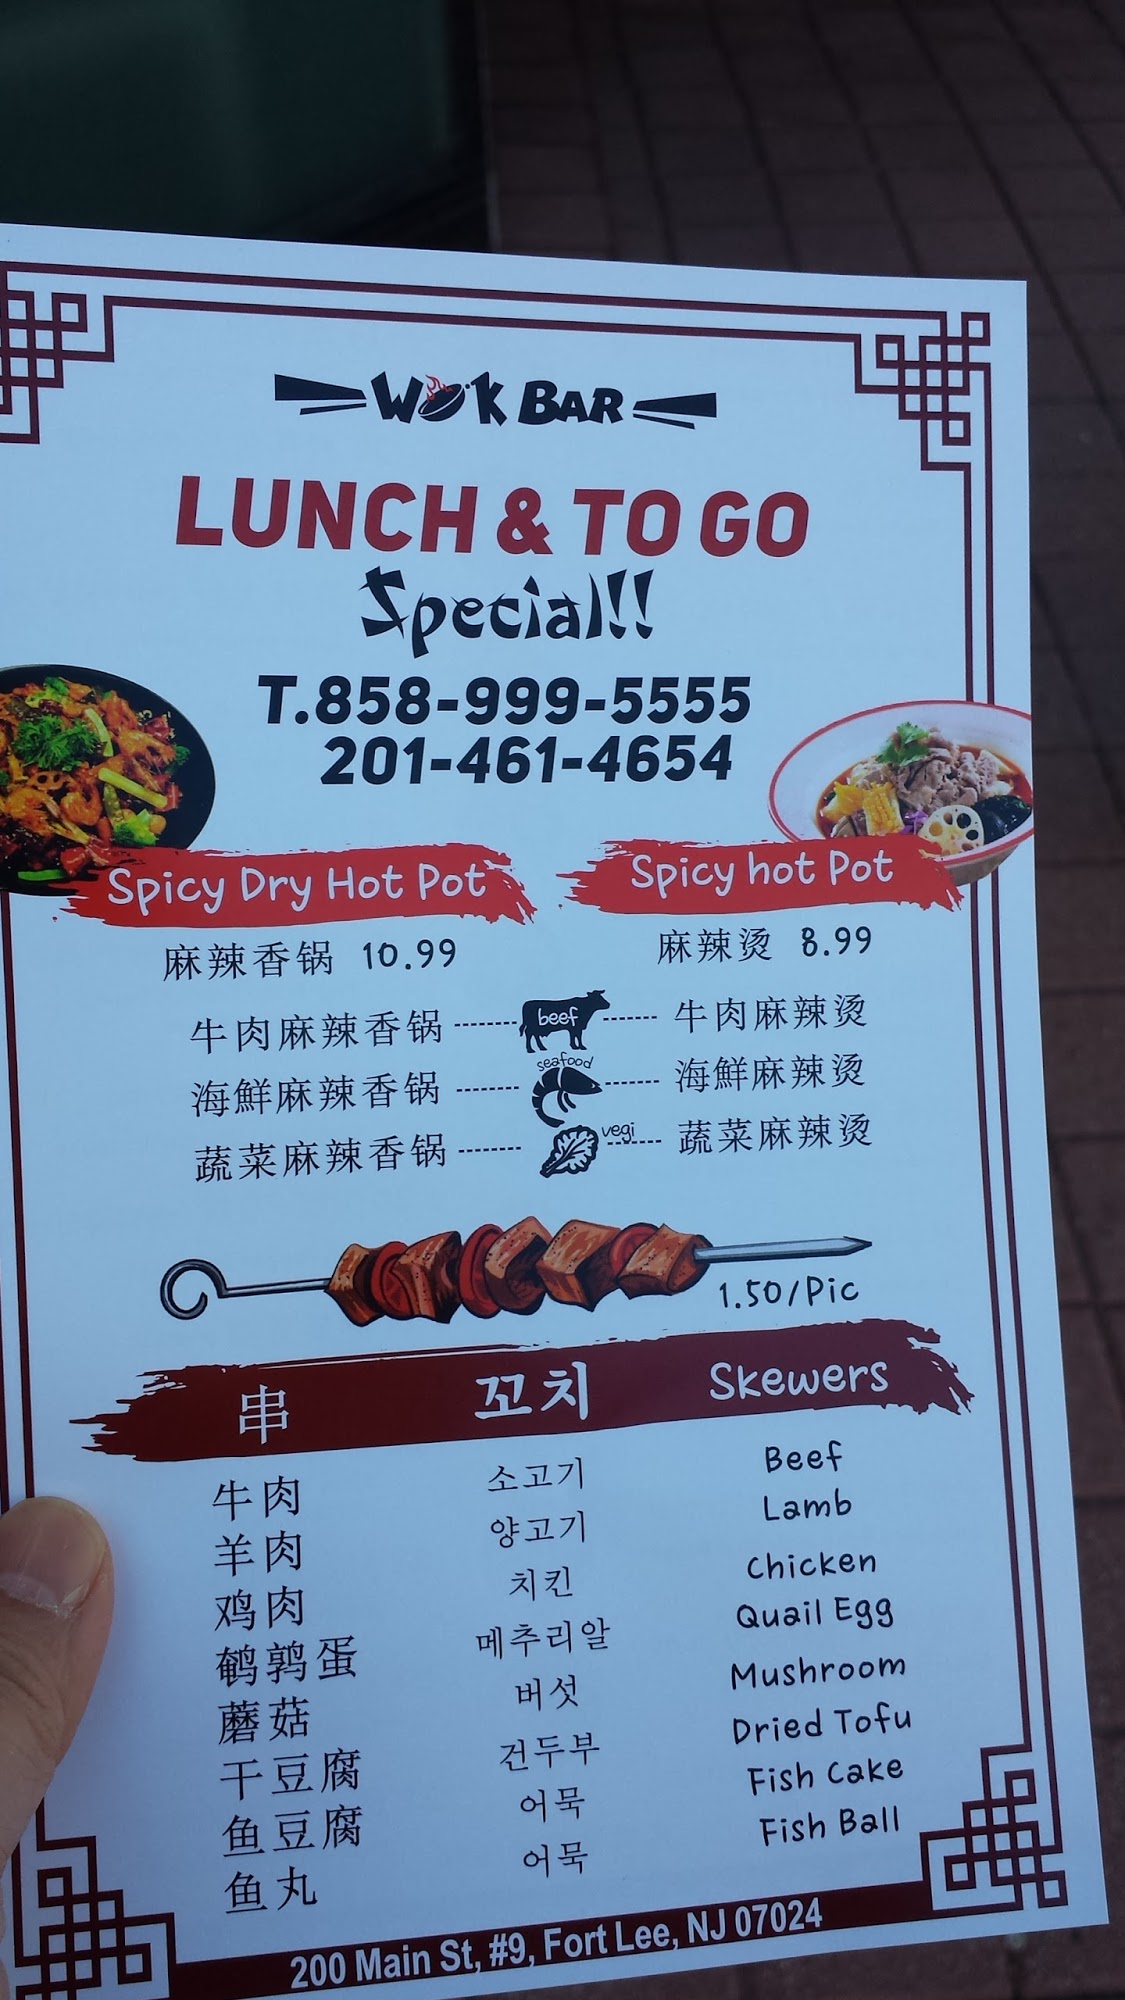 WOK BAR
LUNCH & TO GO
Special!!
T.858-999-5555
201-461-4654
Spicy Dry Hot Pot
Spicy hot Pot
麻辣香锅 10.99
麻辣烫 8.99
牛肉麻辣香锅 beef 牛肉麻辣烫
海鮮麻辣香锅 seafood 海鮮麻辣烫
蔬菜麻辣香锅 vegi 蔬菜麻辣烫
1.50/Pic
串 꼬치 Skewers
牛肉 소고기 Beef
羊肉 양고기 Lamb
鸡肉 치킨 Chicken
鹌鹑蛋 메추리알 Quail Egg
蘑菇 버섯 Mushroom
干豆腐 건두부 Dried Tofu
鱼豆腐 어묵 Fish Cake
鱼丸 어묵 Fish Ball
200 Main St, #9, Fort Lee, NJ 07024